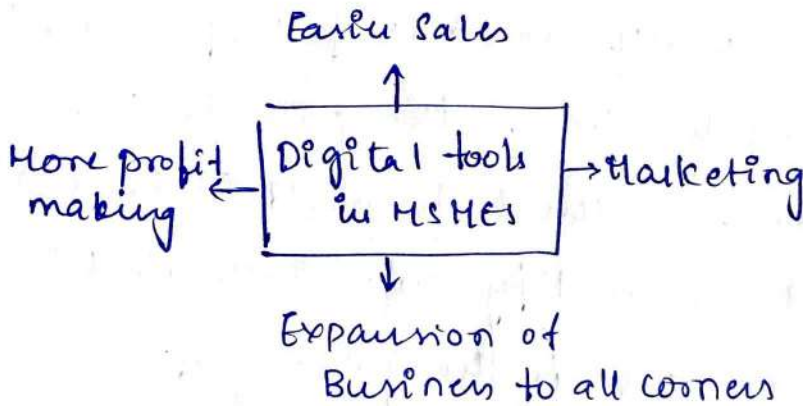 Easier Sales
More profit
making
Digital tools
in MSMEs
Marketing
Expansion of
Business to all corners